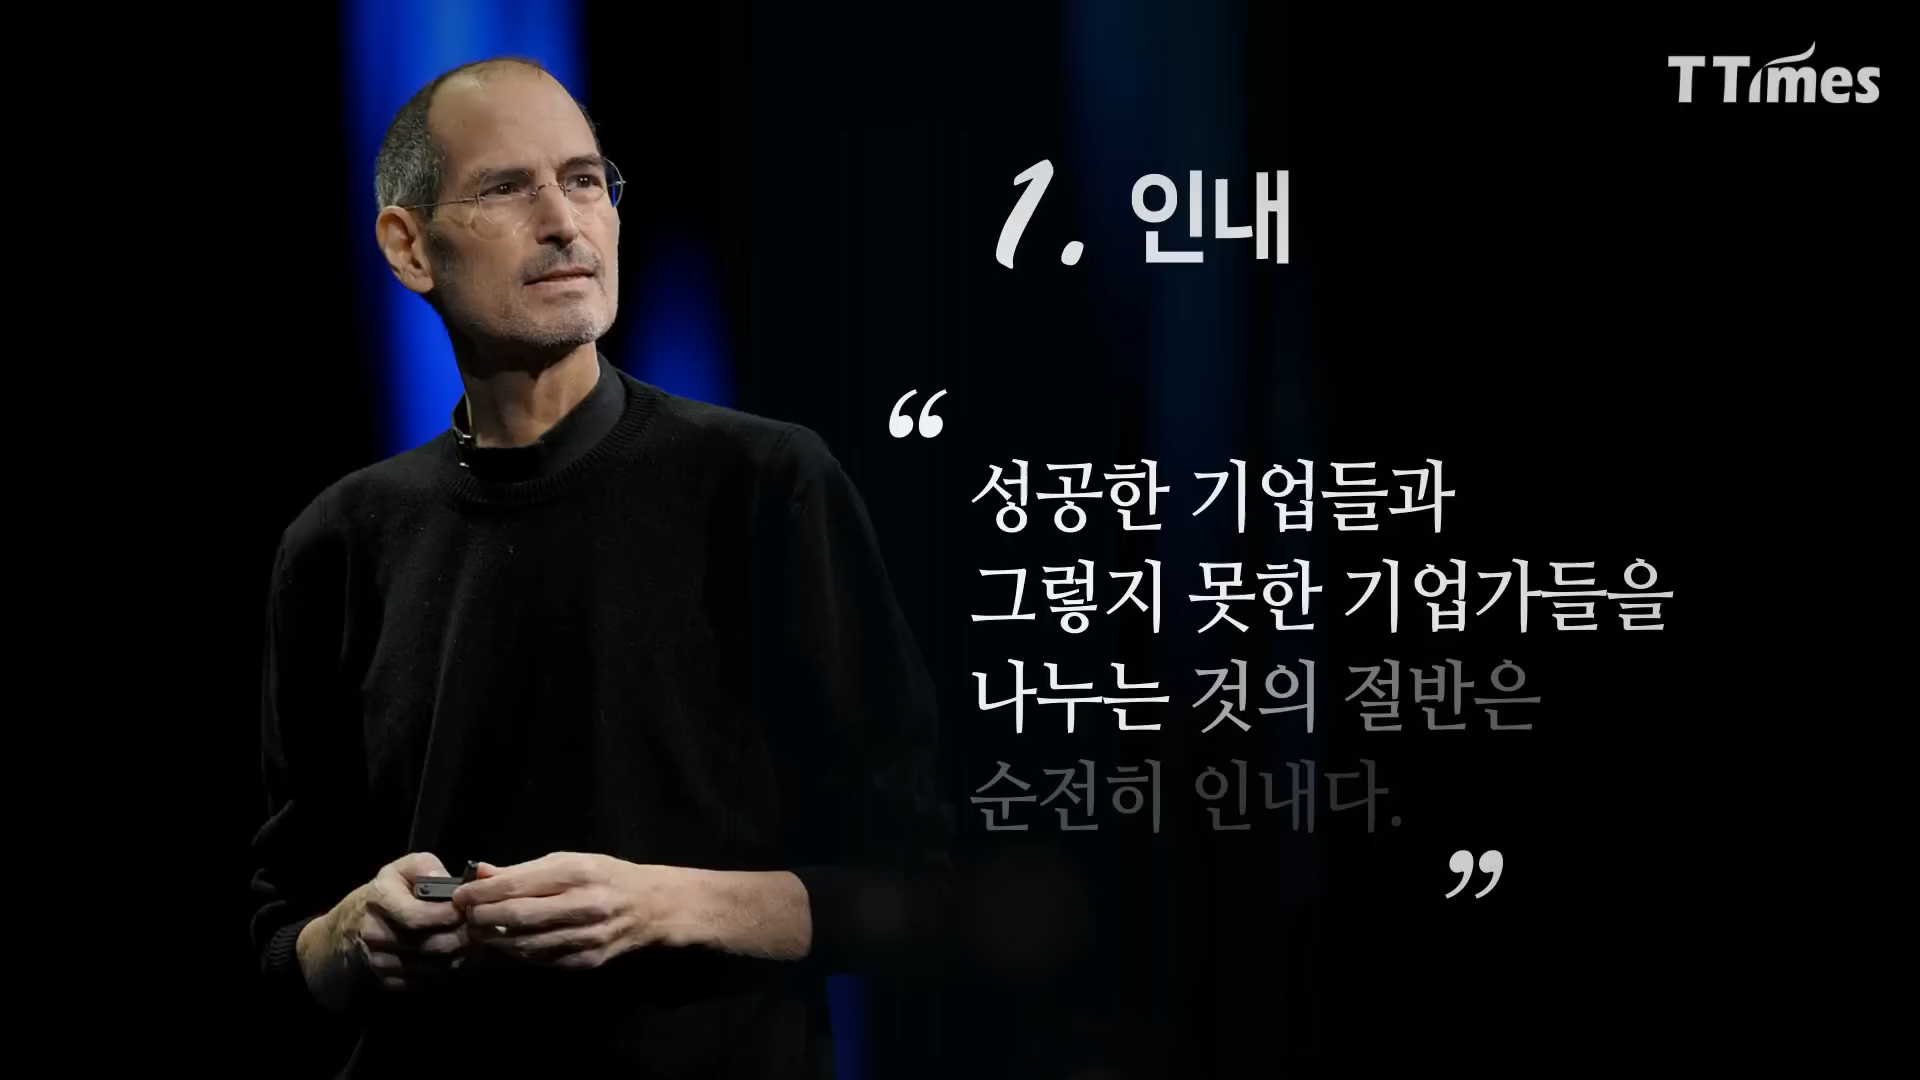 TTimes
1. 인내
“
성공한 기업들과
그렇지 못한 기업가들을
나누는 것의 절반은
순전히 인내다.
”